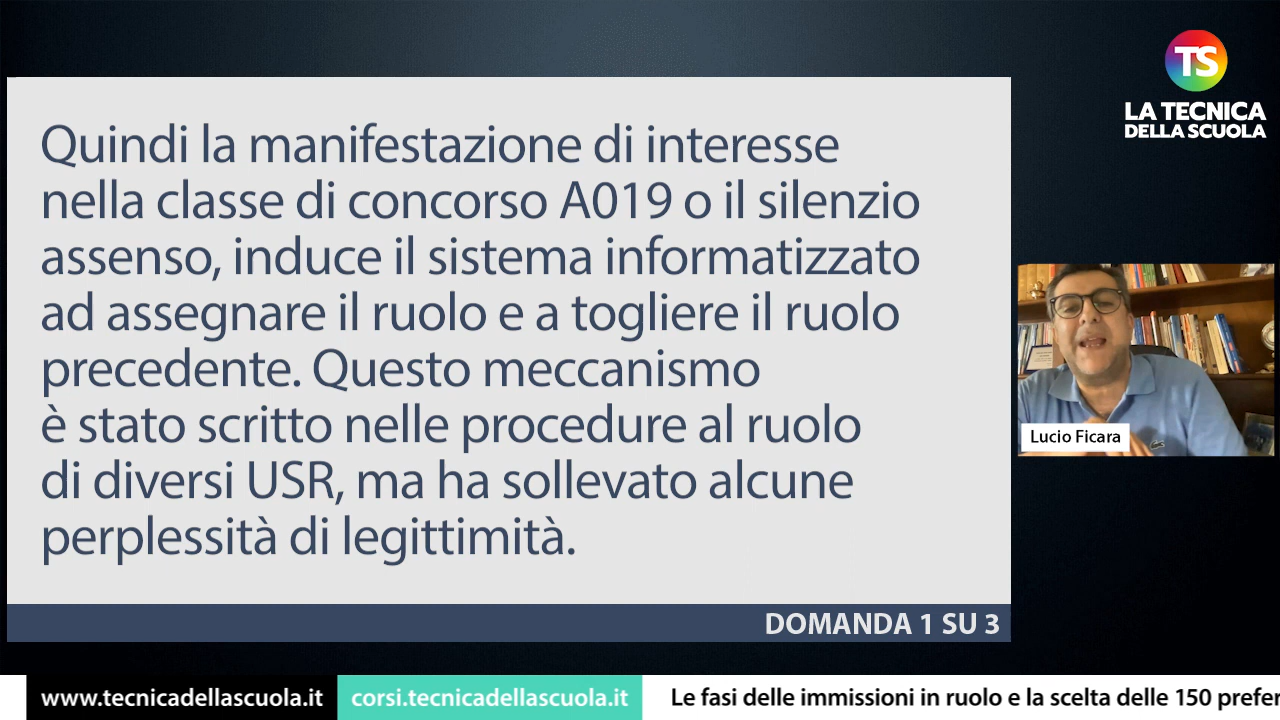 TS
LA TECNICA
DELLA SCUOLA
Quindi la manifestazione di interesse
nella classe di concorso A019 o il silenzio
assenso, induce il sistema informatizzato
ad assegnare il ruolo e a togliere il ruolo
precedente. Questo meccanismo
è stato scritto nelle procedure al ruolo
di diversi USR, ma ha sollevato alcune
perplessità di legittimità.
DOMANDA 1 SU 3
Lucio Ficara
www.tecnicadellascuola.it corsi.tecnicadellascuola.it Le fasi delle immissioni in ruolo e la scelta delle 150 prefer